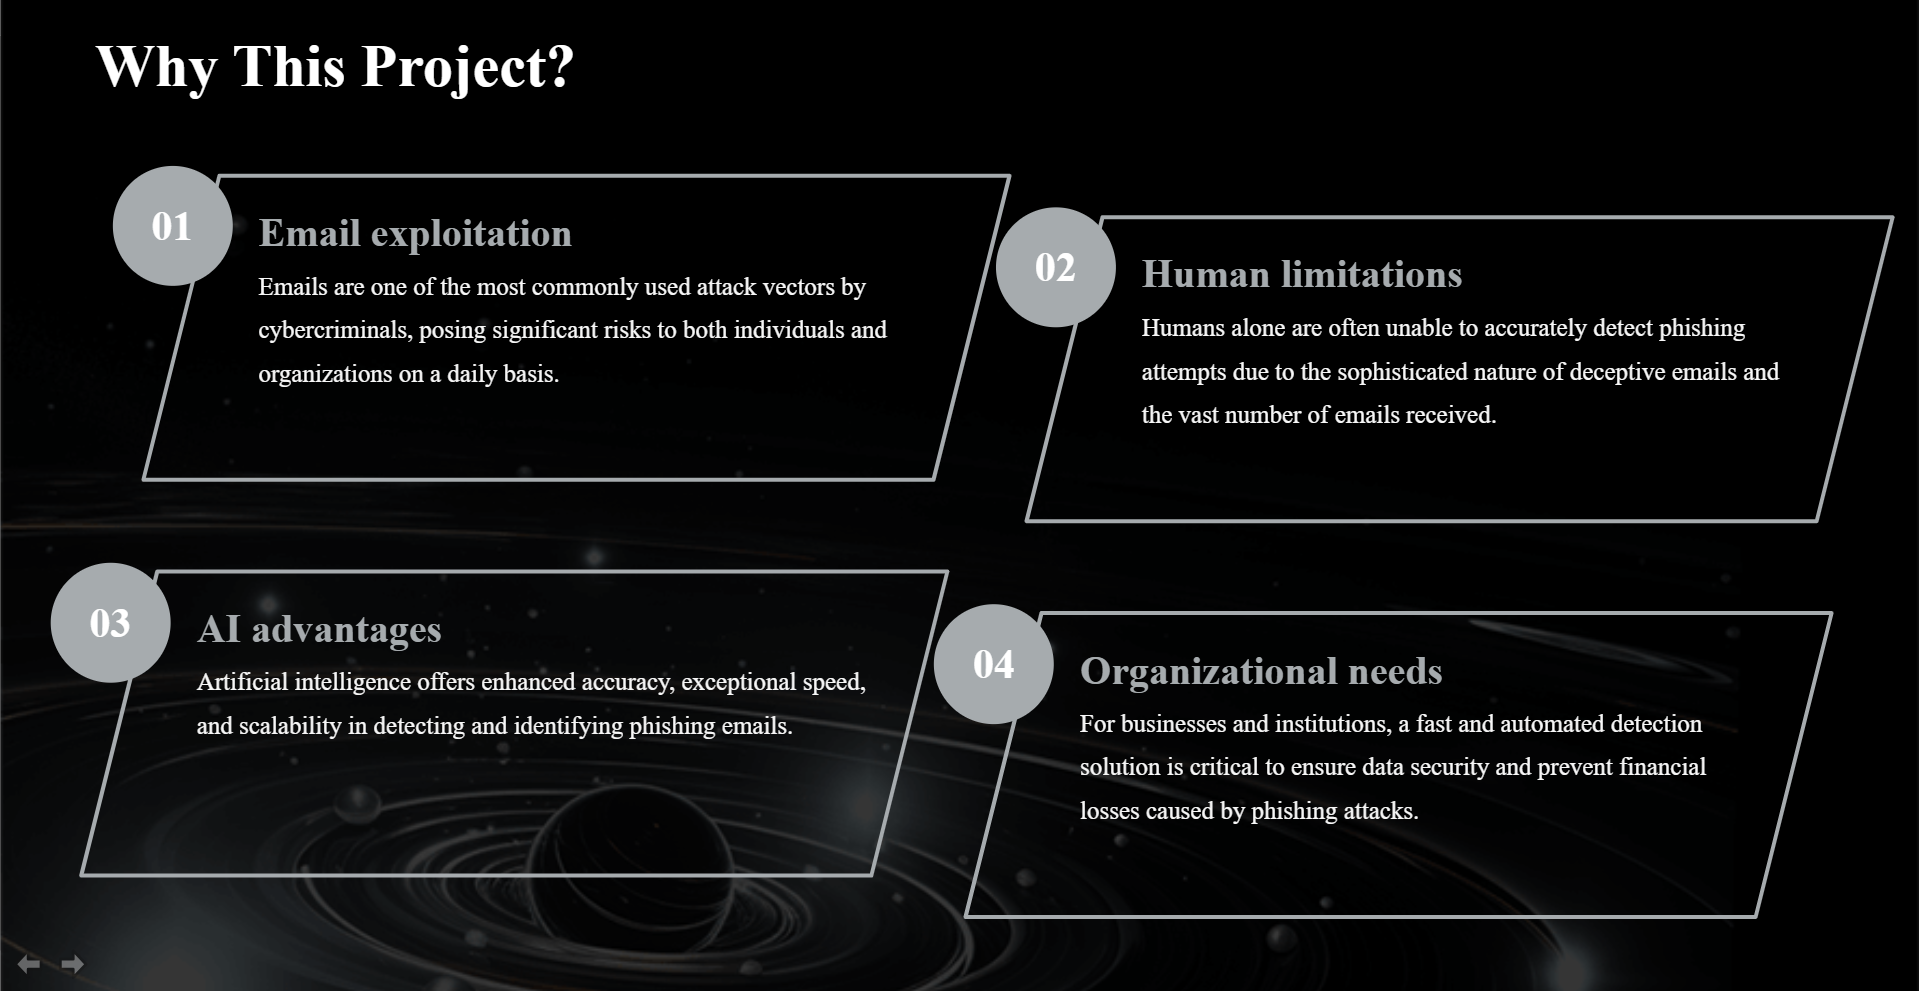 Why This Project?
01
Email exploitation
Emails are one of the most commonly used attack vectors by
cybercriminals, posing significant risks to both individuals and
organizations on a daily basis.
02
Human limitations
Humans alone are often unable to accurately detect phishing
attempts due to the sophisticated nature of deceptive emails and
the vast number of emails received.
03
AI advantages
Artificial intelligence offers enhanced accuracy, exceptional speed,
and scalability in detecting and identifying phishing emails.
04
Organizational needs
For businesses and institutions, a fast and automated detection
solution is critical to ensure data security and prevent financial
losses caused by phishing attacks.